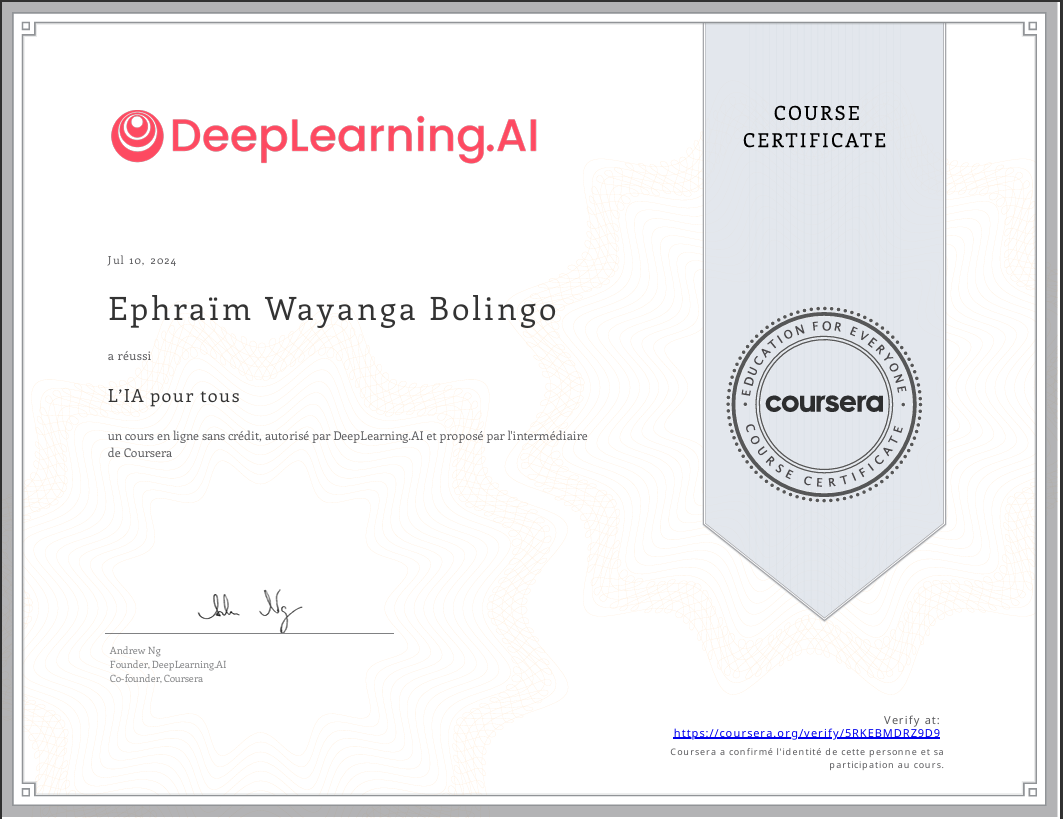 DeepLearning.AI
COURSE
CERTIFICATE
Jul 10, 2024
Ephraïm Wayanga Bolingo
a réussi
L'IA pour tous
un cours en ligne sans crédit, autorisé par DeepLearning.AI et proposé par l'intermédiaire
de Coursera
EDUCATION FOR EVERYONE
coursera
COURSE CERTIFICATE
Andrew Ng
Founder, DeepLearning.AI
Co-founder, Coursera
Verify at:
https://coursera.org/verify/5RKEBMDRZ9D9
Coursera a confirmé l'identité de cette personne et sa
participation au cours.